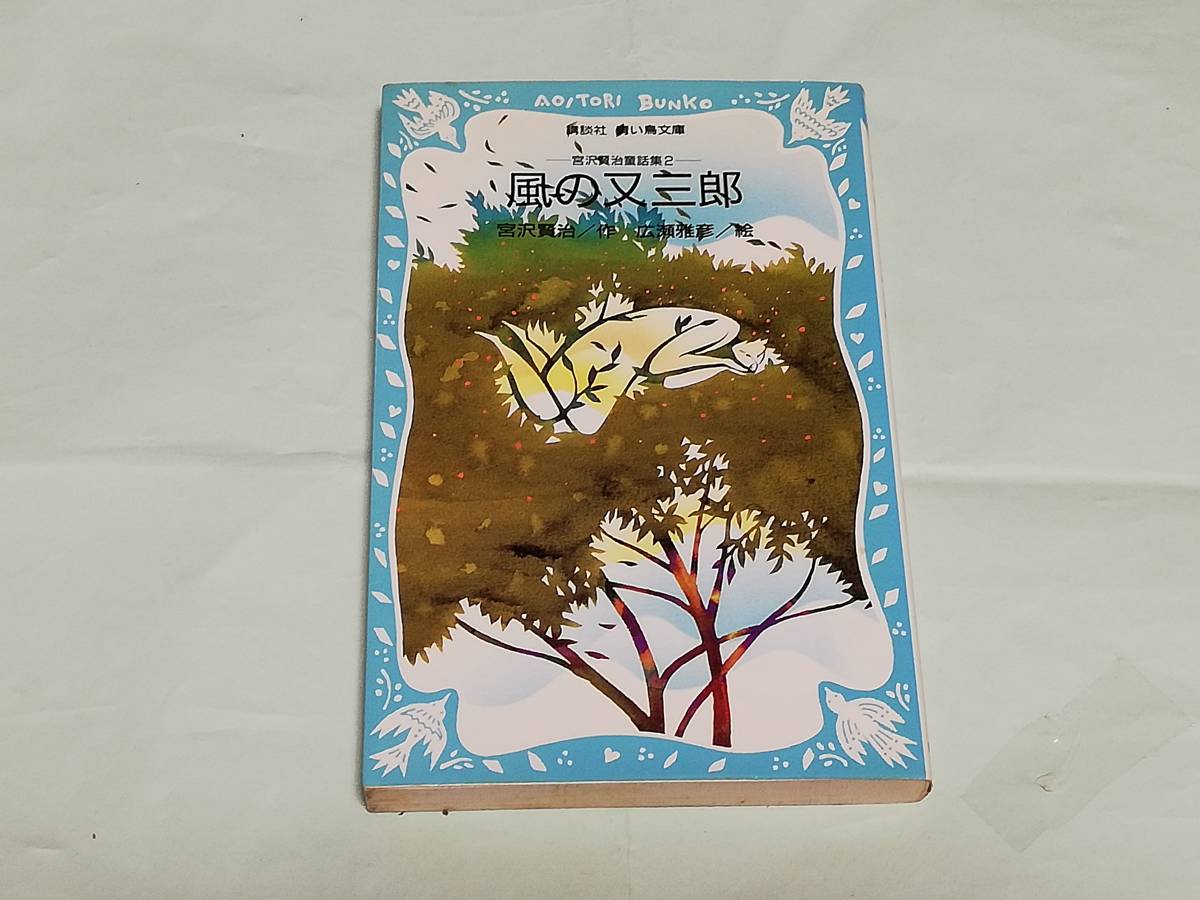 AOITORI BUNKO
講談社 青い鳥文庫
宮沢賢治童話集2
風の又三郎
宮沢賢治／作 広瀬雅彦／絵